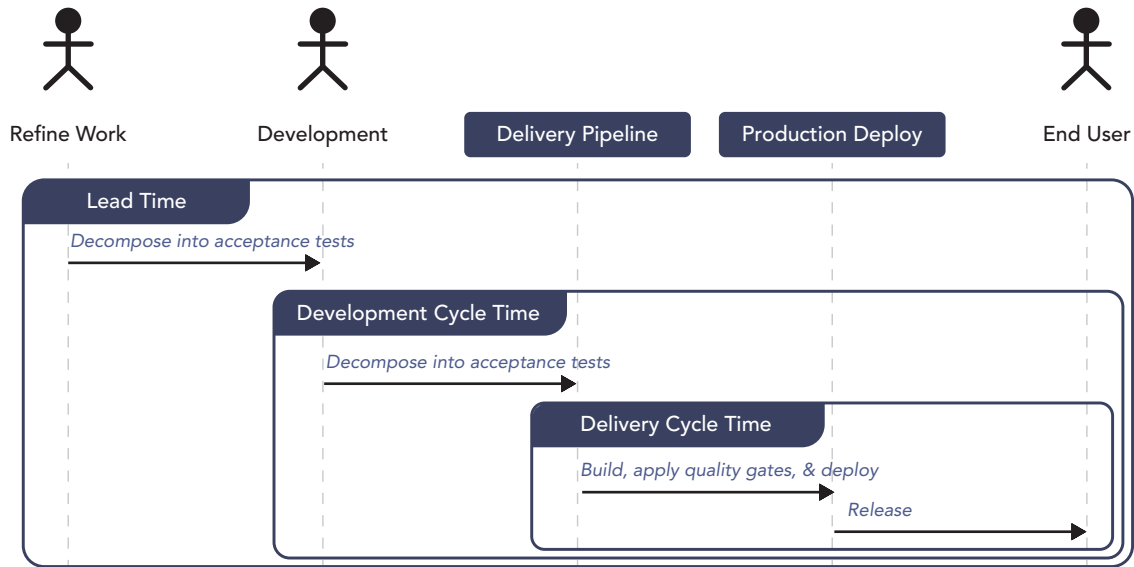 Refine Work
Development
Delivery Pipeline
Production Deploy
End User
Lead Time
Decompose into acceptance tests
Development Cycle Time
Decompose into acceptance tests
Delivery Cycle Time
Build, apply quality gates, & deploy
Release